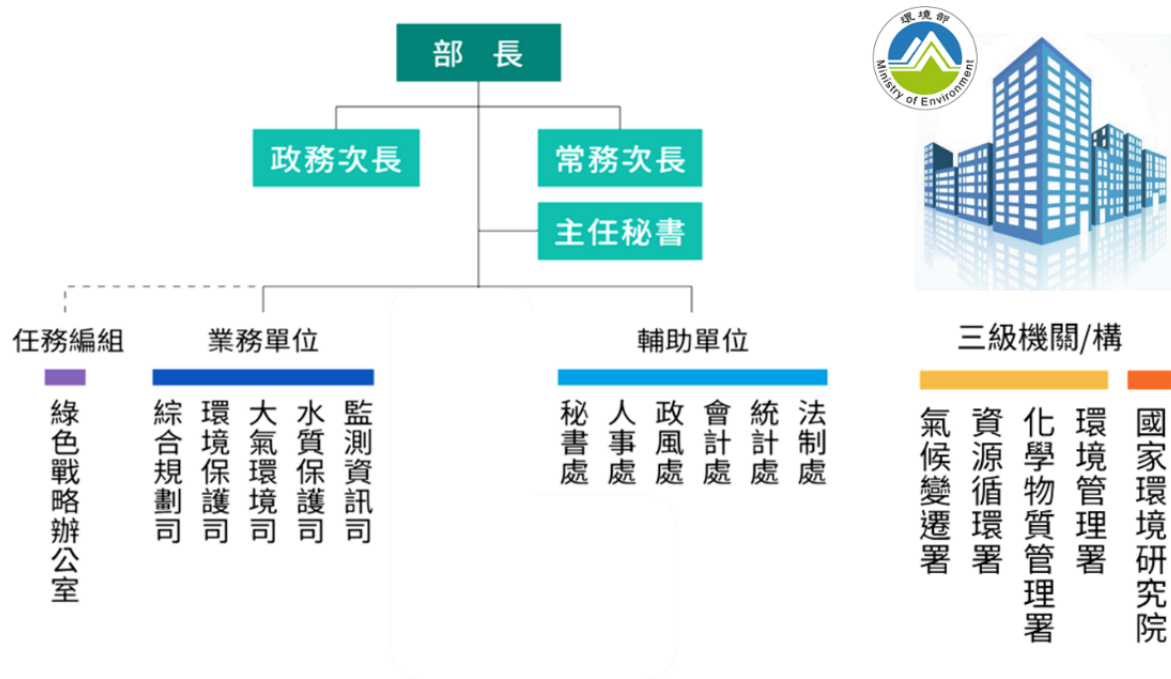 部 長
環境部
Ministry of Environment
政務次長
常務次長
主任秘書
任務編組
綠色戰略辦公室
業務單位
綜合規劃司
環境保護司
大氣環境司
水質保護司
監測資訊司
輔助單位
秘書處
人事處
政風處
會計處
統計處
法制處
三級機關/構
氣候變遷署
資源循環署
化學物質管理署
環境管理署
國家環境研究院